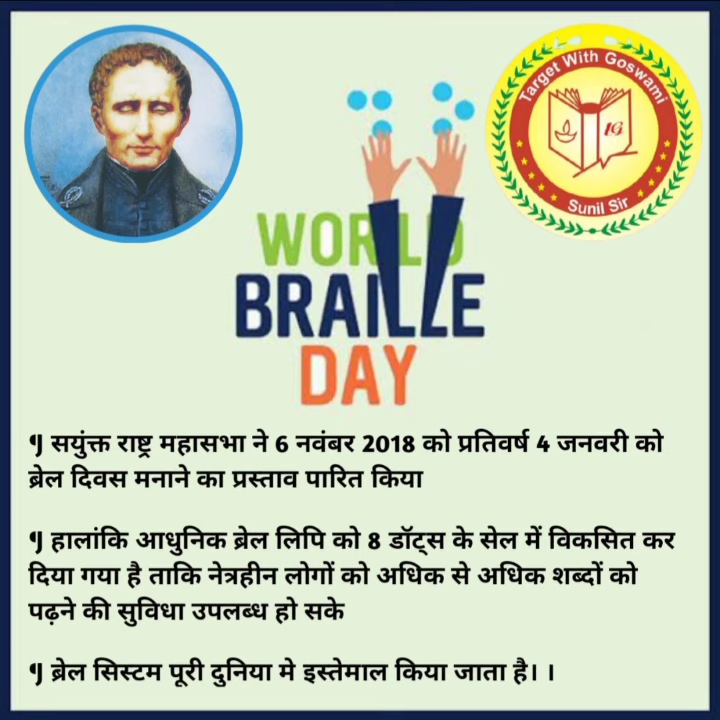 Target With Goswami
IG
Sunil Sir
WORLD
BRAILLE
DAY
¶ सयुंक्त राष्ट्र महासभा ने 6 नवंबर 2018 को प्रतिवर्ष 4 जनवरी को
ब्रेल दिवस मनाने का प्रस्ताव पारित किया
¶ हालांकि आधुनिक ब्रेल लिपि को 8 डॉट्स के सेल में विकसित कर
दिया गया है ताकि नेत्रहीन लोगों को अधिक से अधिक शब्दों को
पढ़ने की सुविधा उपलब्ध हो सके
¶ ब्रेल सिस्टम पूरी दुनिया मे इस्तेमाल किया जाता है। ।